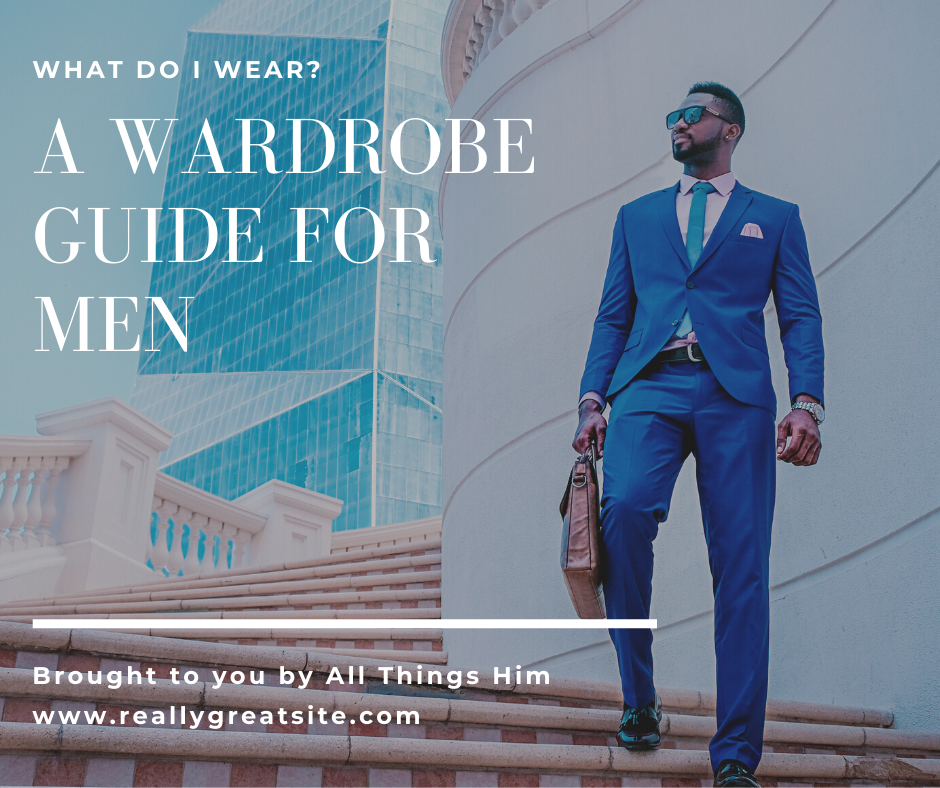 WHAT DO I WEAR?
A WARDROBE
GUIDE FOR
MEN
Brought to you by All Things Him
www.reallygreatsite.com